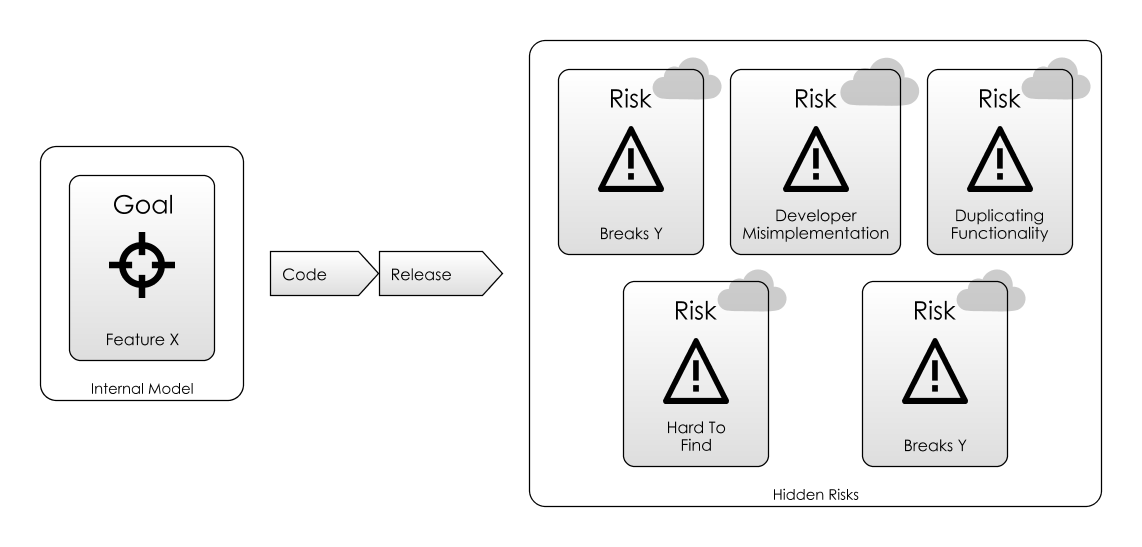 Goal
Feature X
Internal Model
Code
Release
Risk
Breaks Y
Risk
Developer
Misimplementation
Risk
Duplicating
Functionality
Risk
Hard To
Find
Risk
Breaks Y
Hidden Risks